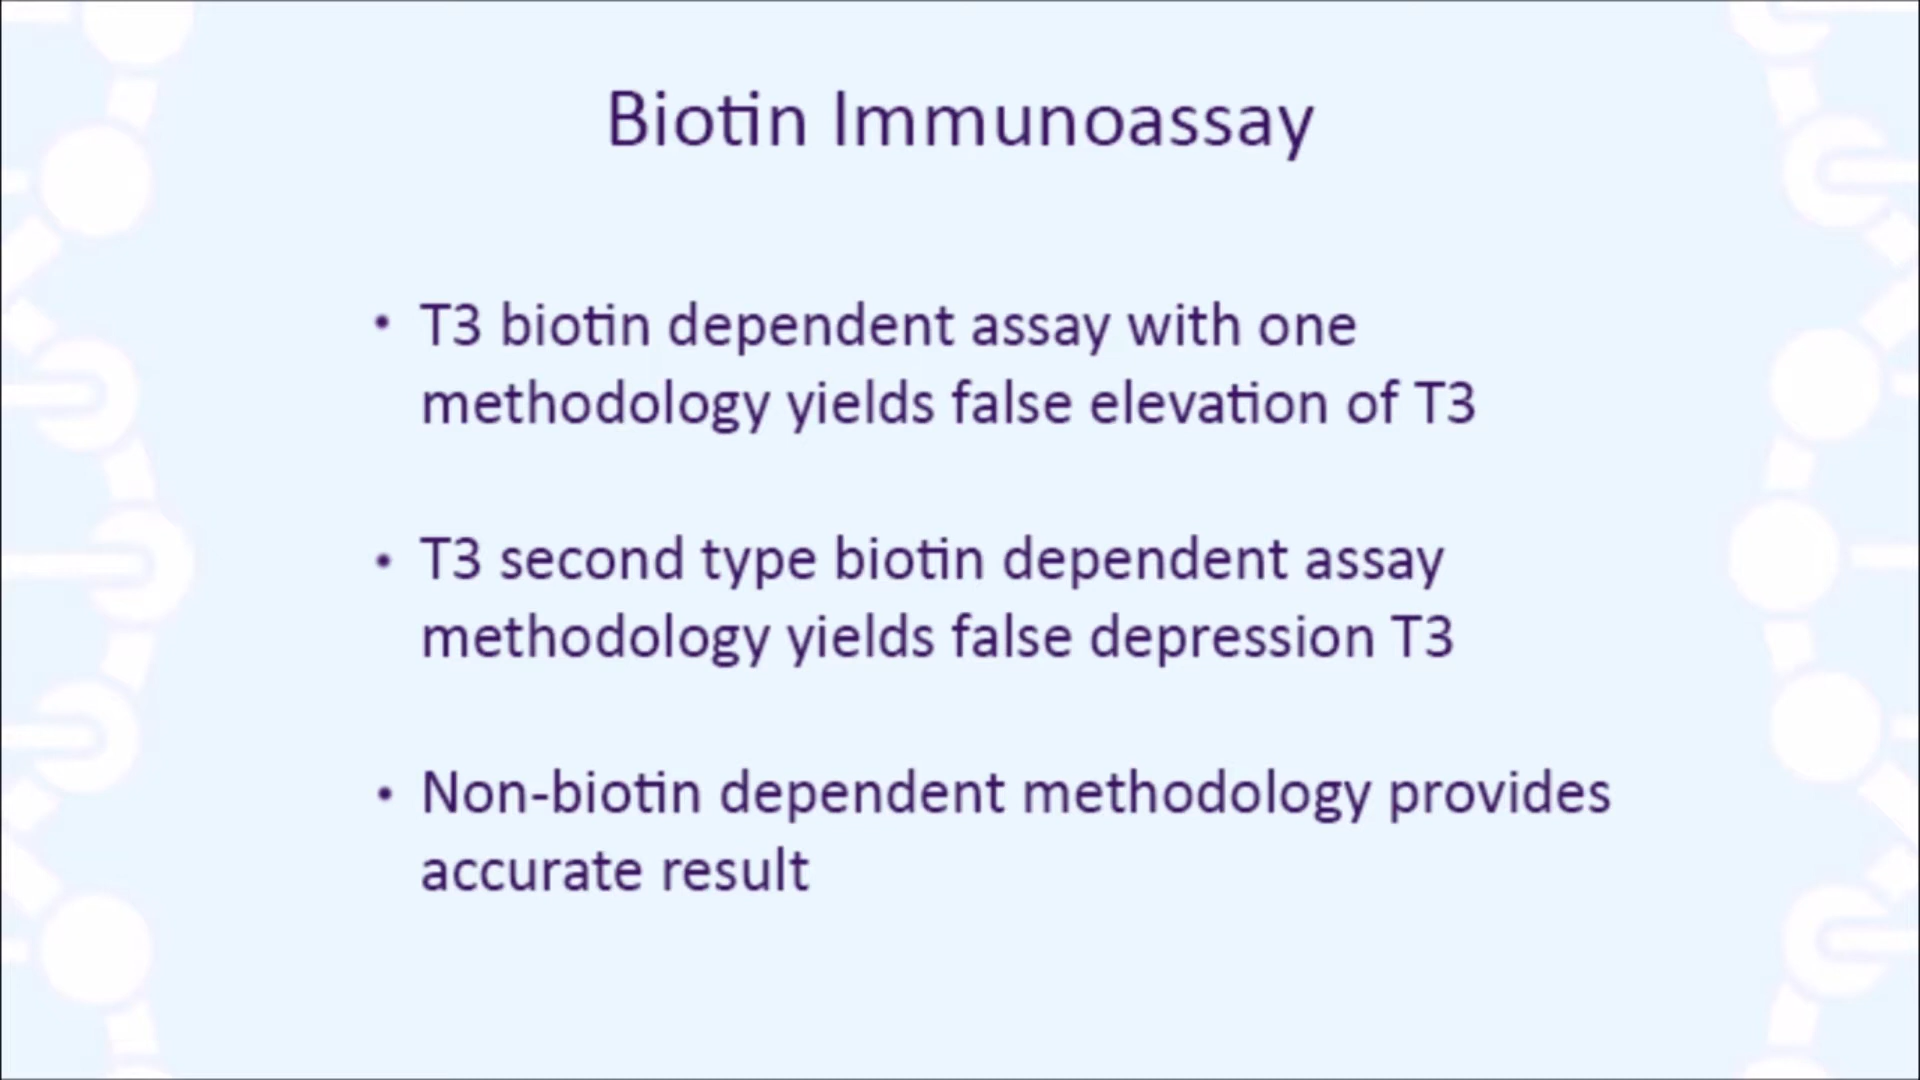 Biotin Immunoassay
• T3 biotin dependent assay with one
methodology yields false elevation of T3
• T3 second type biotin dependent assay
methodology yields false depression T3
• Non-biotin dependent methodology provides
accurate result